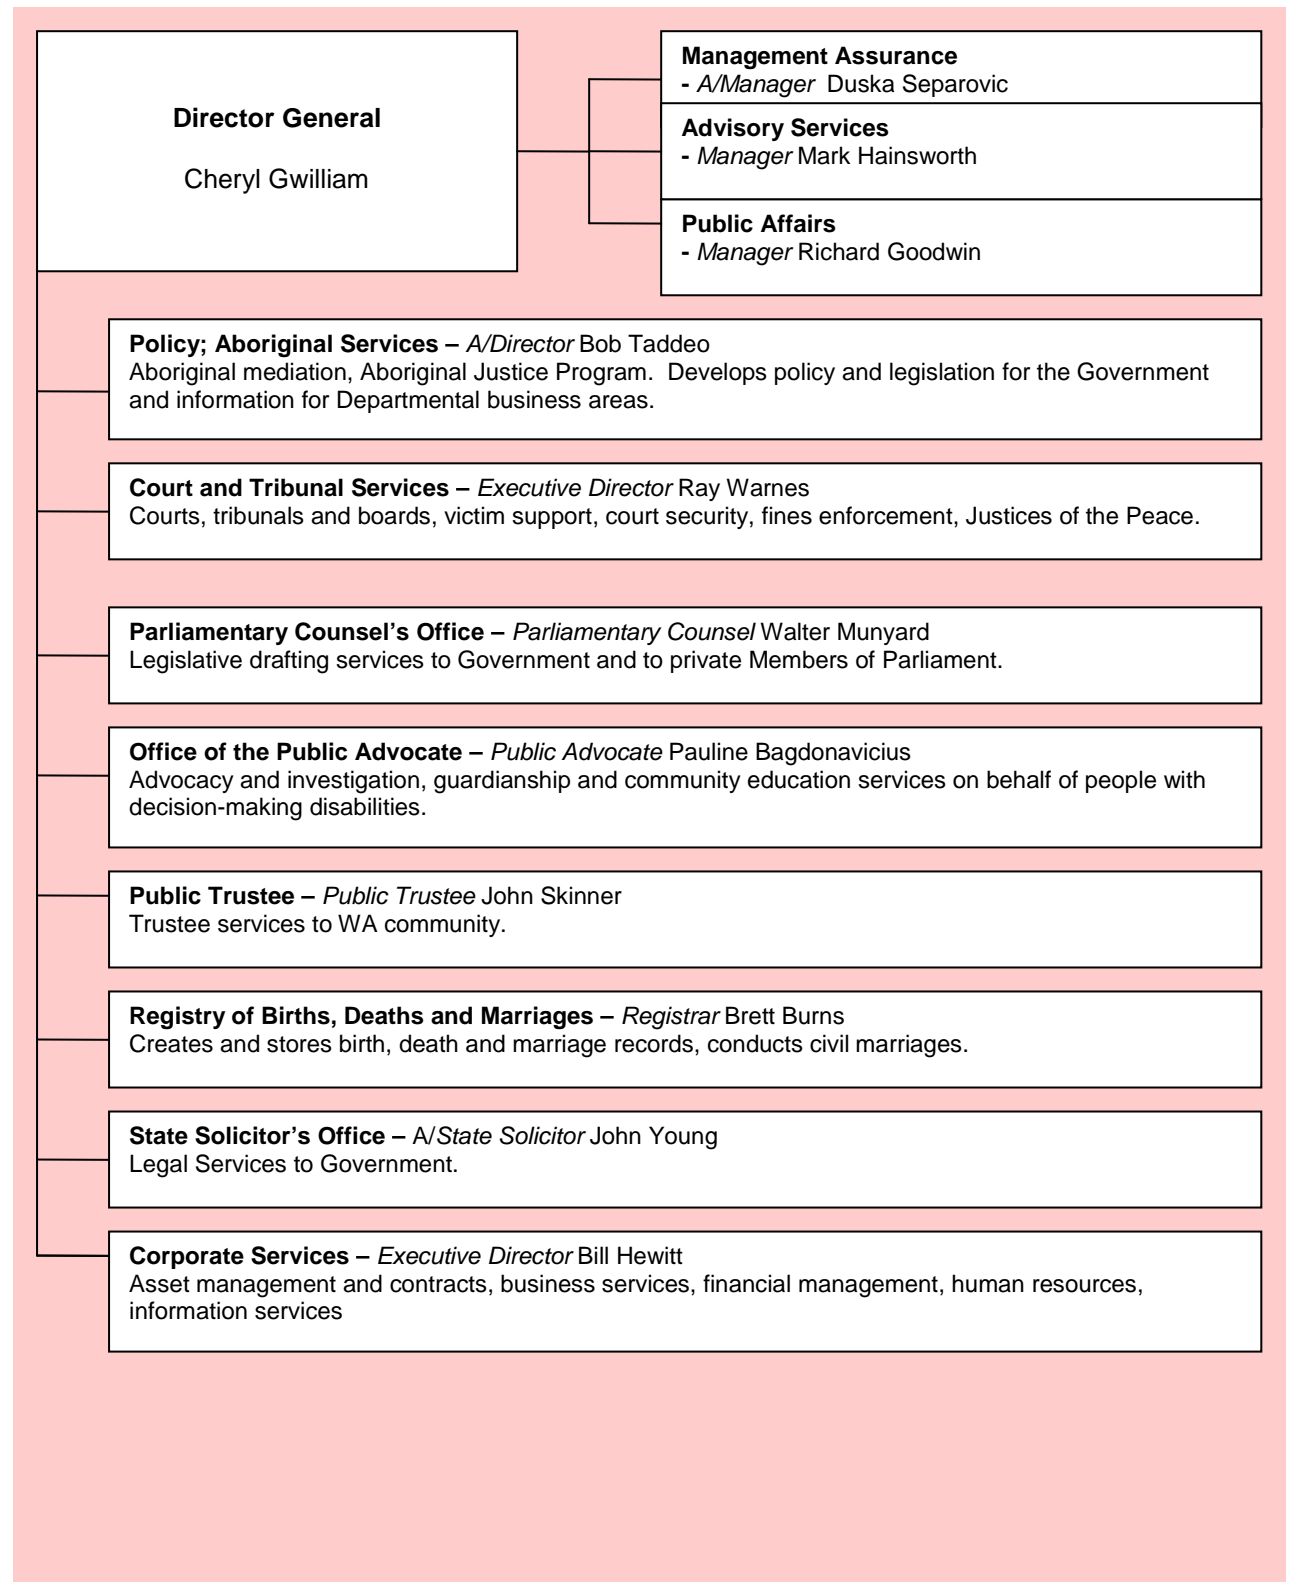 Director General
Cheryl Gwilliam
Management Assurance
- A/Manager  Duska Separovic
Advisory Services
- Manager Mark Hainsworth
Public Affairs
- Manager Richard Goodwin
Policy; Aboriginal Services – A/Director Bob Taddeo
Aboriginal mediation, Aboriginal Justice Program.  Develops policy and legislation for the Government
and information for Departmental business areas.
Court and Tribunal Services – Executive Director Ray Warnes
Courts, tribunals and boards, victim support, court security, fines enforcement, Justices of the Peace.
Parliamentary Counsel’s Office – Parliamentary Counsel Walter Munyard
Legislative drafting services to Government and to private Members of Parliament.
Office of the Public Advocate – Public Advocate Pauline Bagdonavicius
Advocacy and investigation, guardianship and community education services on behalf of people with
decision-making disabilities.
Public Trustee – Public Trustee John Skinner
Trustee services to WA community.
Registry of Births, Deaths and Marriages – Registrar Brett Burns
Creates and stores birth, death and marriage records, conducts civil marriages.
State Solicitor’s Office – A/State Solicitor John Young
Legal Services to Government.
Corporate Services – Executive Director Bill Hewitt
Asset management and contracts, business services, financial management, human resources,
information services